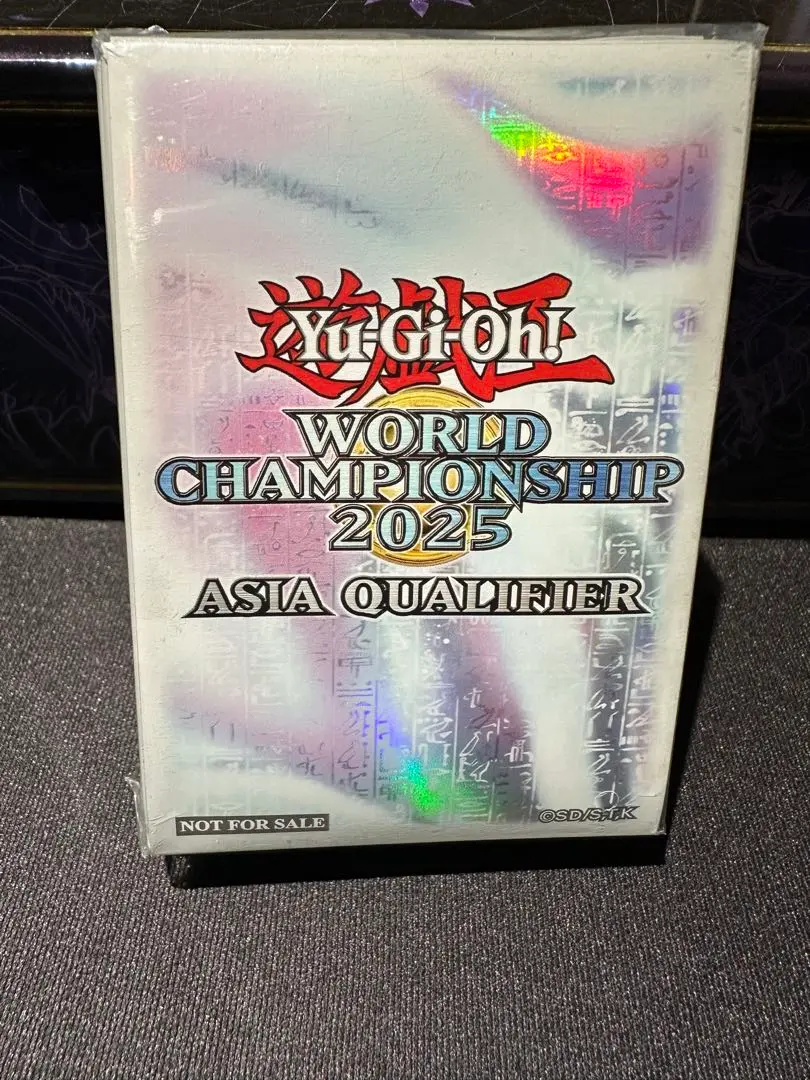 遊戯王
Yu-Gi-Oh!
WORLD
CHAMPIONSHIP
2025
ASIA QUALIFIER
NOT FOR SALE
©SD/S,T,K